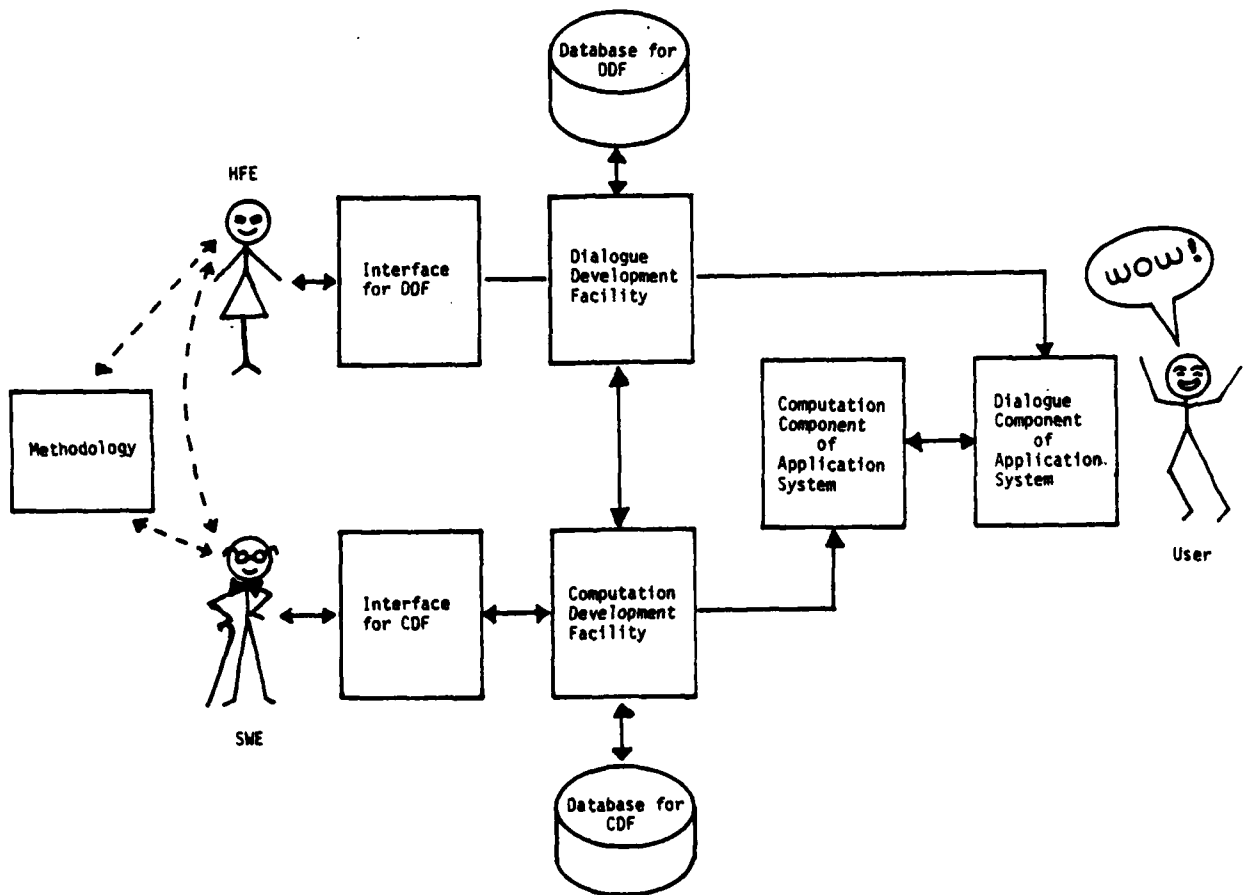 Database for
DDF
HFE
Interface
for DDF
Dialogue
Development
Facility
wow!
Computation
Component
of
Application
System
Dialogue
Component
of
Application
System
Methodology
User
Interface
for CDF
Computation
Development
Facility
SWE
Database for
CDF